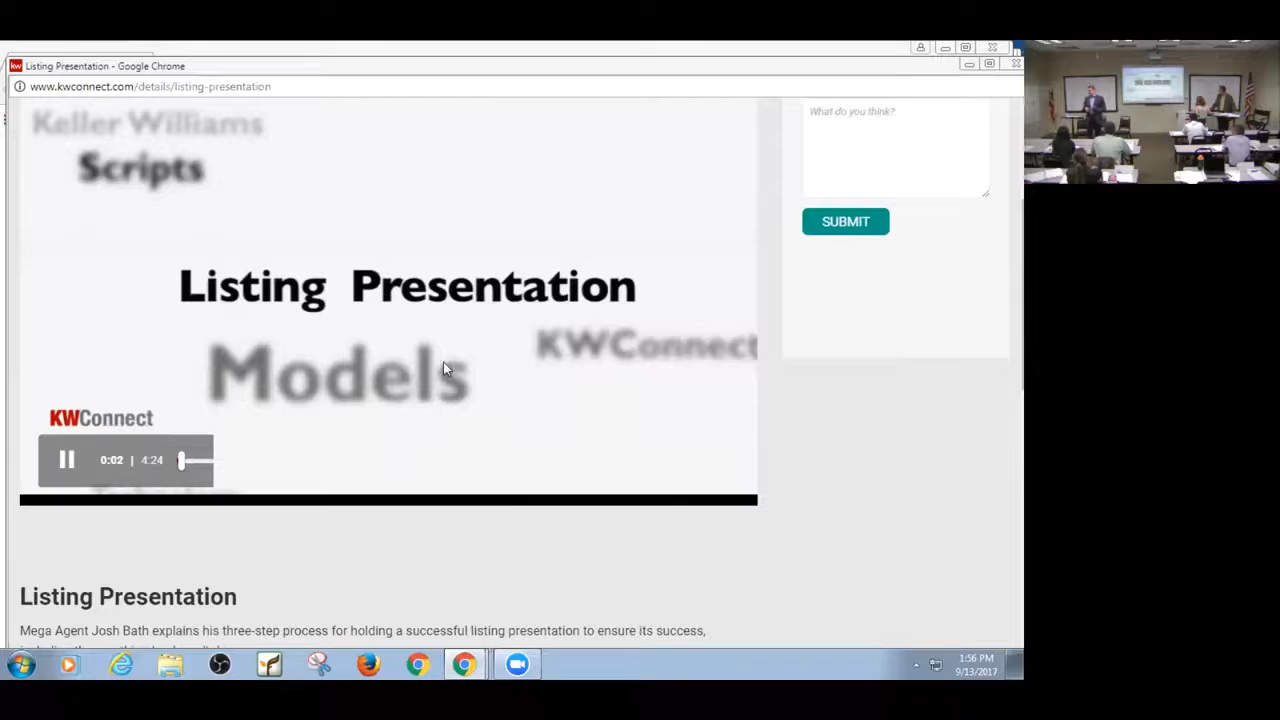 kw Listing Presentation - Google Chrome
www.kwconnect.com/details/listing-presentation
Keller Williams
Scripts
Listing Presentation
KWConnect
Models
KWConnect
0:02 | 4:24
What do you think?
SUBMIT
Listing Presentation
Mega Agent Josh Bath explains his three-step process for holding a successful listing presentation to ensure its success,
1:56 PM
9/13/2017